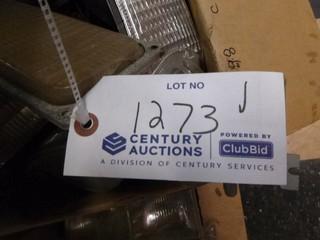 LOT NO
1273
CENTURY AUCTIONS
POWERED BY
ClubBid
A DIVISION OF CENTURY SERVICES